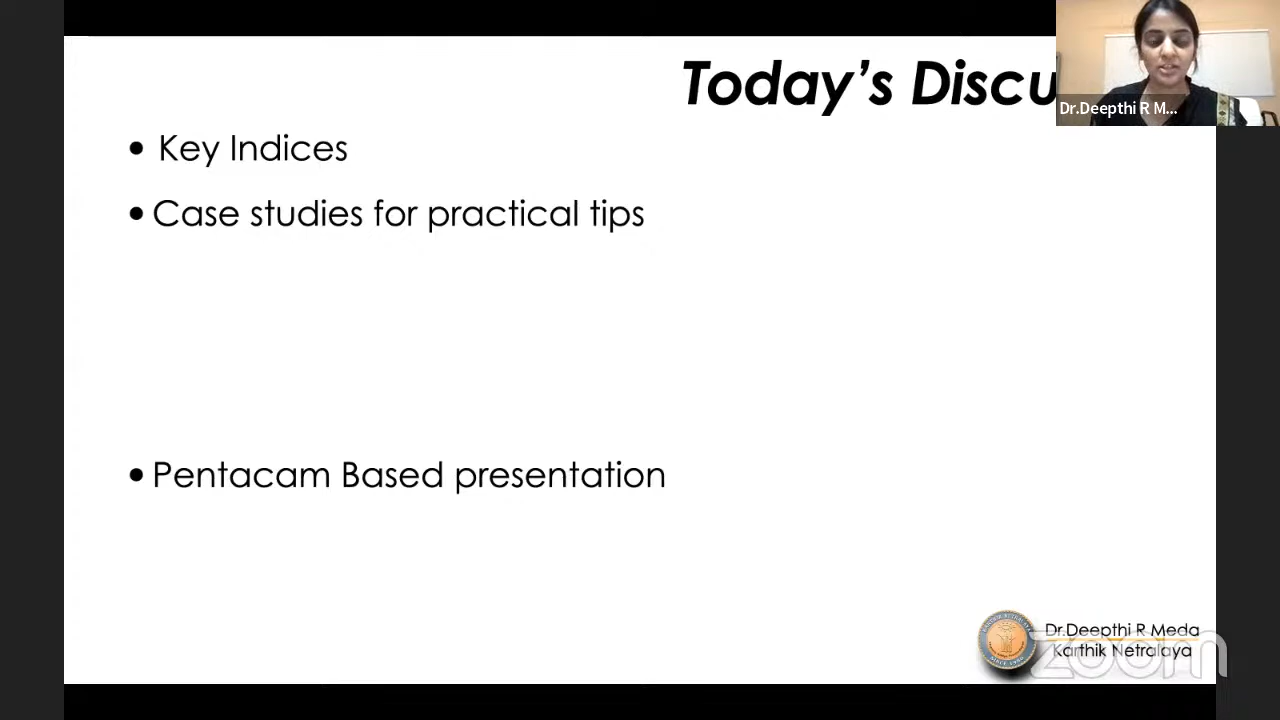 Today's Discu
Dr.Deepthi R M...
• Key Indices
• Case studies for practical tips
• Pentacam Based presentation
Dr.Deepthi R Meda
Karthik Netralaya
zoom